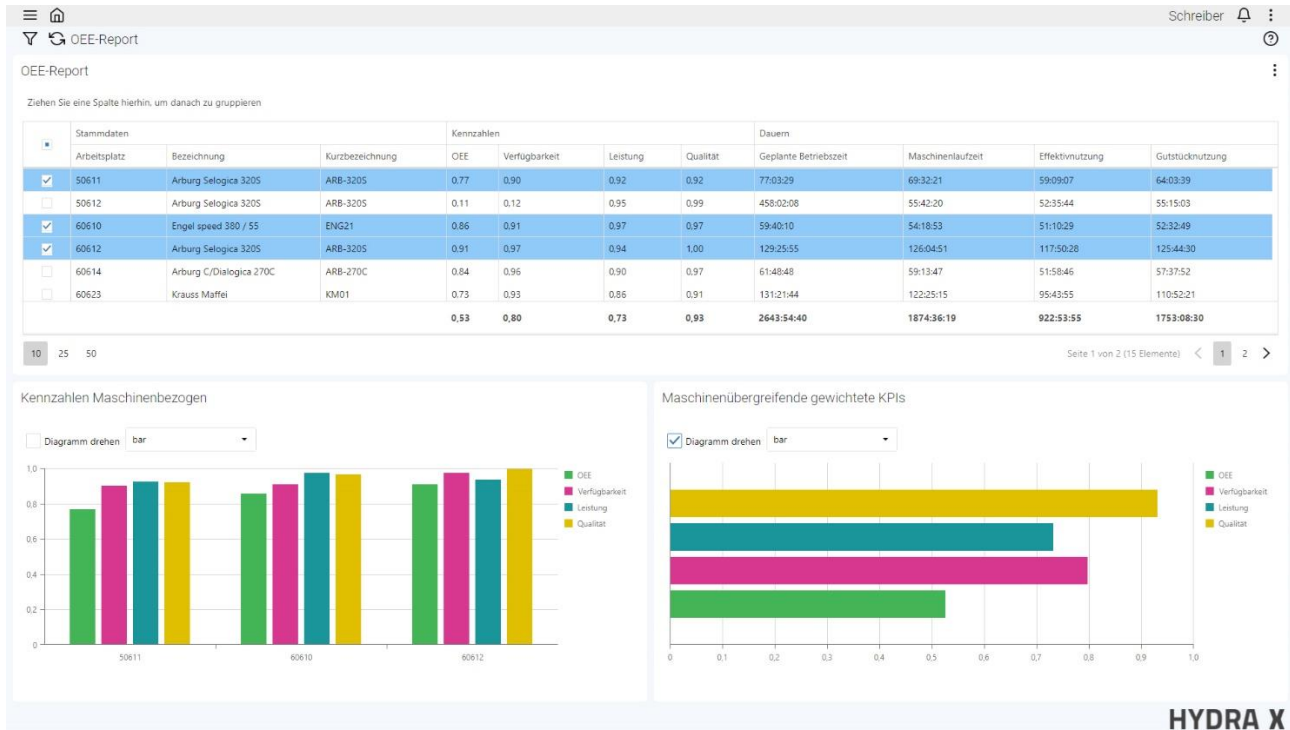 Schreiber
OEE-Report
OEE-Report
Ziehen Sie eine Spalte hierhin, um danach zu gruppieren
Stammdaten Kennzahlen Dauern
Arbeitsplatz Bezeichnung Kurzbezeichnung OEE Verfügbarkeit Leistung Qualität Geplante Betriebszeit Maschinenlaufzeit Effektivnutzung Gutstücknutzung
50611 Arburg Selogica 320S ARB-320S 0,77 0,90 0,92 0,92 77:03:29 69:32:21 59:09:07 64:03:39
50612 Arburg Selogica 320S ARB-320S 0,11 0,12 0,95 0,99 458:02:08 55:42:20 52:35:44 55:15:03
60610 Engel speed 380 / 55 ENG21 0,86 0,91 0,97 0,97 59:40:10 54:18:53 51:10:29 52:32:49
60612 Arburg Selogica 320S ARB-320S 0,91 0,97 0,94 1,00 129:25:55 126:04:51 117:50:28 125:44:30
60614 Arburg C/Dialogica 270C ARB-270C 0,84 0,96 0,90 0,97 61:48:48 59:13:47 51:58:46 57:37:52
60623 Krauss Maffei KM01 0,73 0,93 0,86 0,91 131:21:44 122:25:15 95:43:55 110:52:21
0,53 0,80 0,73 0,93 2643:54:40 1874:36:19 922:53:55 1753:08:30
10 25 50 Seite 1 von 2 (15 Elemente) 1 2
Kennzahlen Maschinenbezogen
Diagramm drehen bar
1,0
0,8
0,6
0,4
0,2
0
50611 60610 60612
OEE
Verfügbarkeit
Leistung
Qualität
Maschinenübergreifende gewichtete KPIs
Diagramm drehen bar
OEE
Verfügbarkeit
Leistung
Qualität
0 0,1 0,2 0,3 0,4 0,5 0,6 0,7 0,8 0,9 1,0
HYDRA X